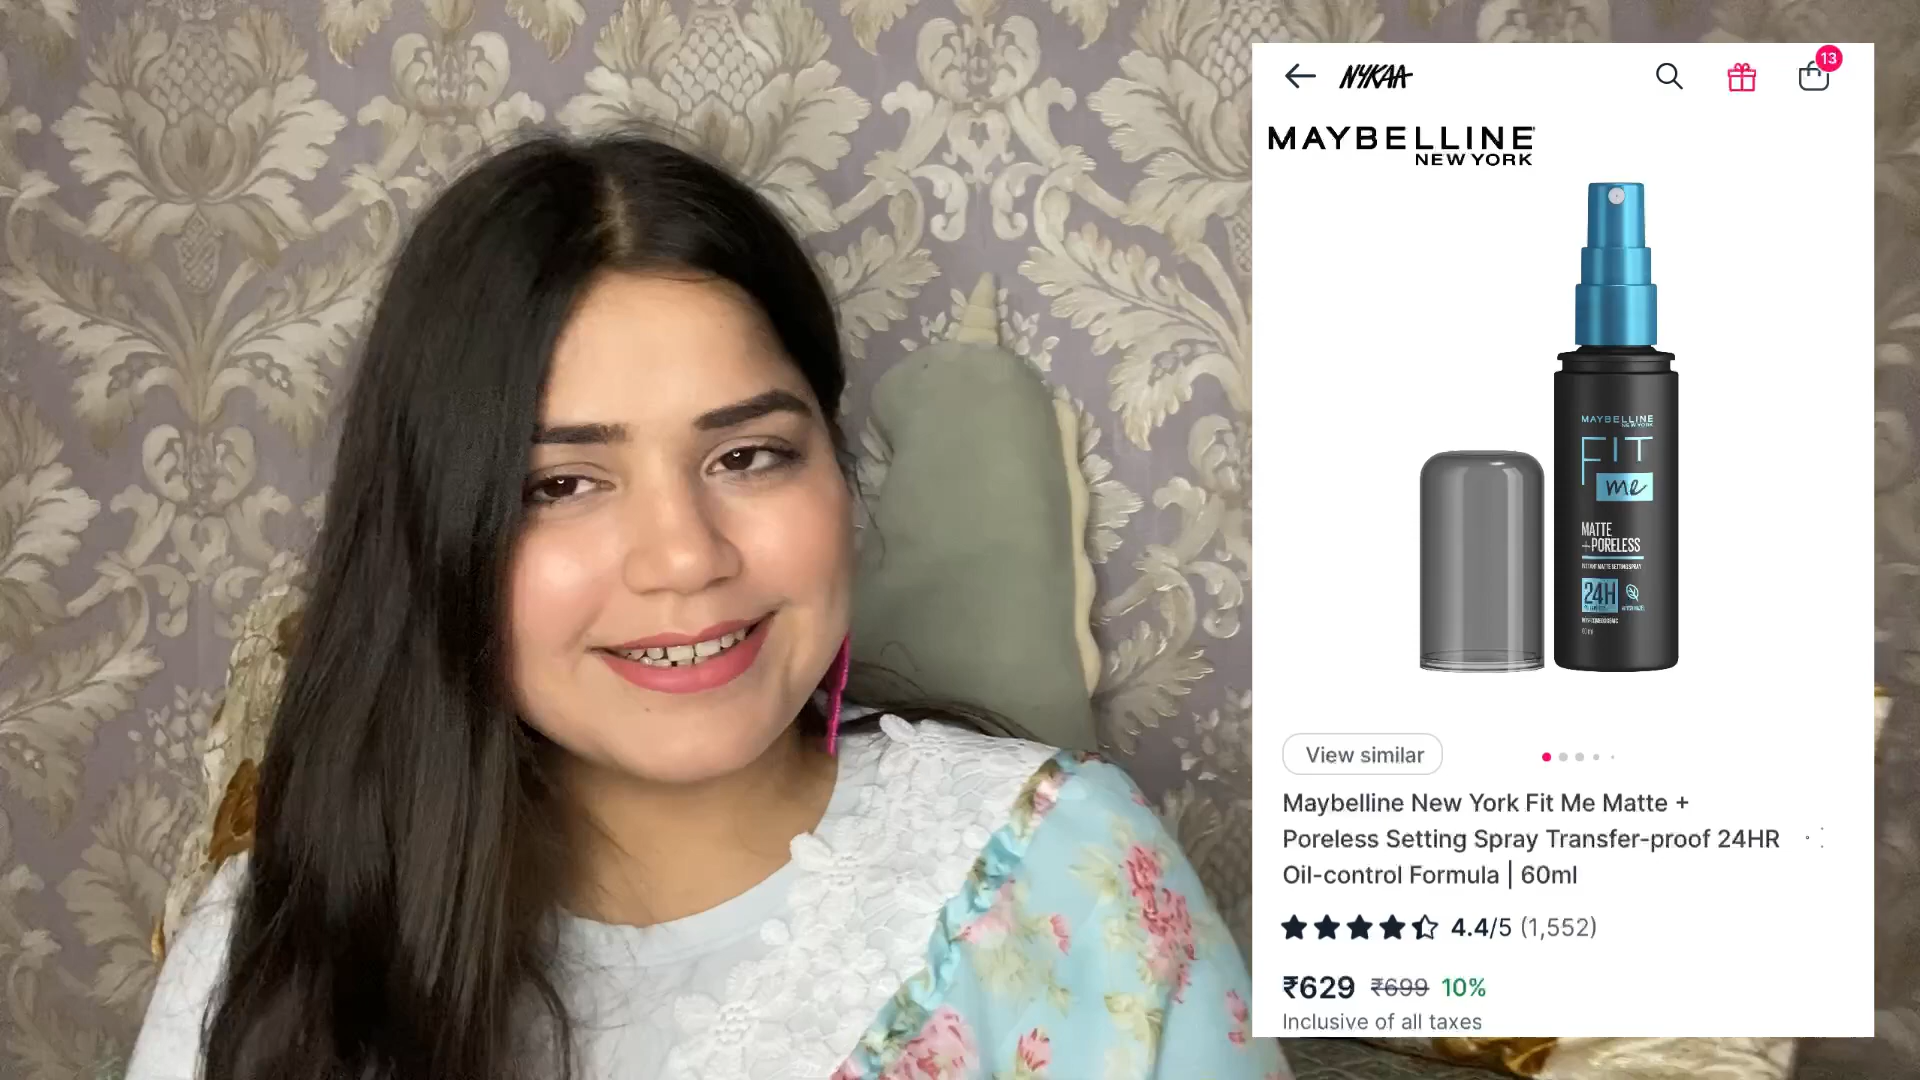 NYKAA
13
MAYBELLINE
NEW YORK
MAYBELLINE
NEW YORK
FIT
me
MATTE
+PORELESS
24H
View similar
Maybelline New York Fit Me Matte +
Poreless Setting Spray Transfer-proof 24HR
Oil-control Formula | 60ml
4.4/5 (1,552)
₹629 ₹699 10%
Inclusive of all taxes